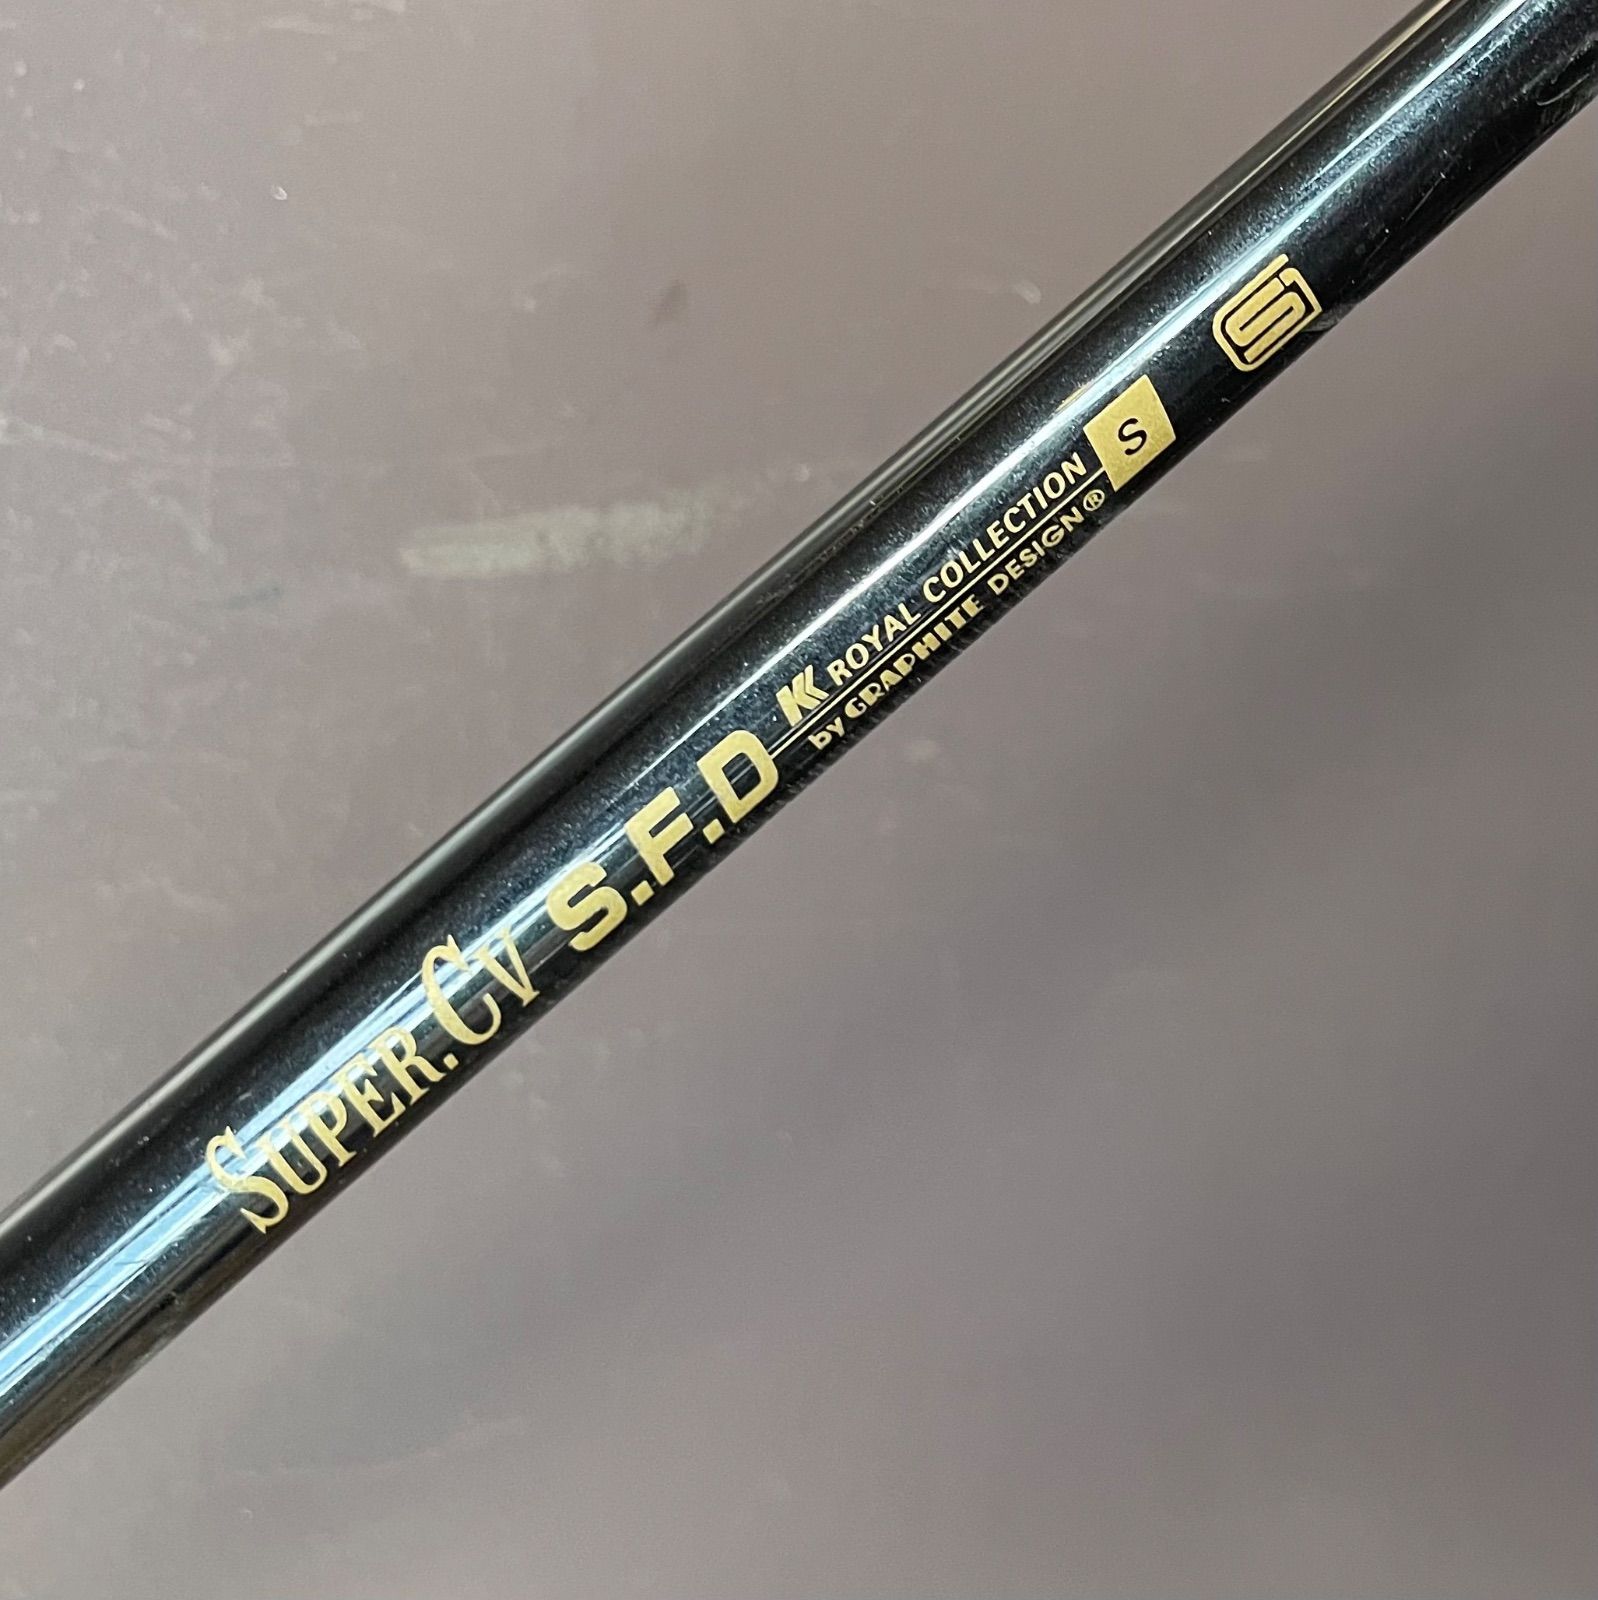 SUPER.CV S.F.D
ROYAL COLLECTION S
by GRAPHITE DESIGN®